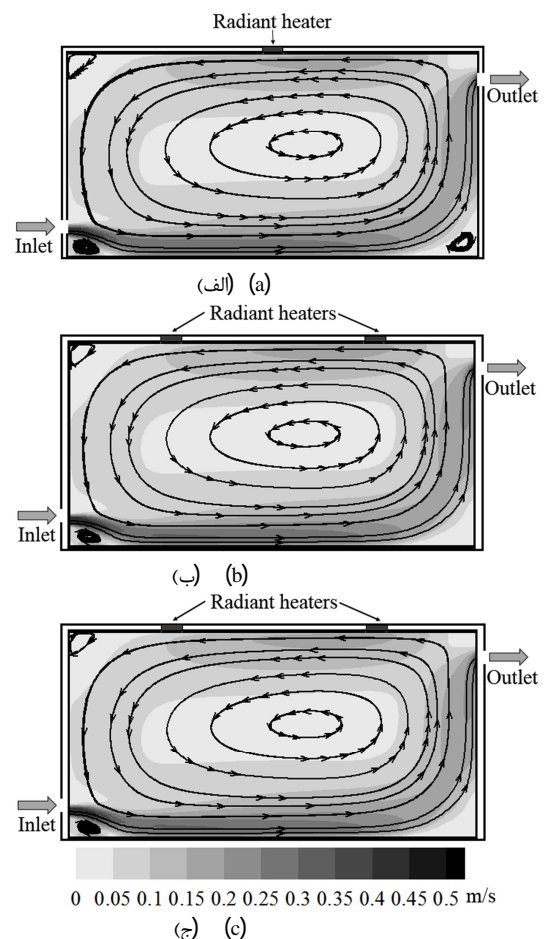 Radiant heater
Outlet
Inlet
(الف) (a)
Radiant heaters
Outlet
Inlet
(ب) (b)
Radiant heaters
Outlet
Inlet
0 0.05 0.1 0.15 0.2 0.25 0.3 0.35 0.4 0.45 0.5 m/s
(ج) (c)